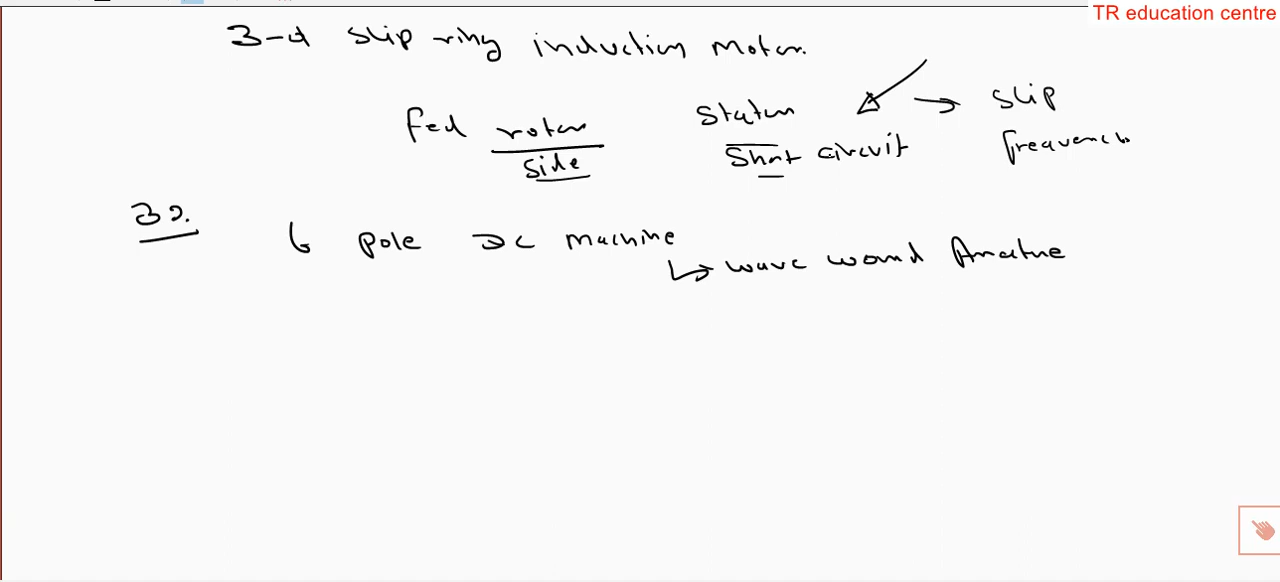 TR education centre
3-φ slip ring induction motor.
Fed rotor side
Stator short circuit → slip frequency
32.
6 pole DC machine
↳ wave wound Armature